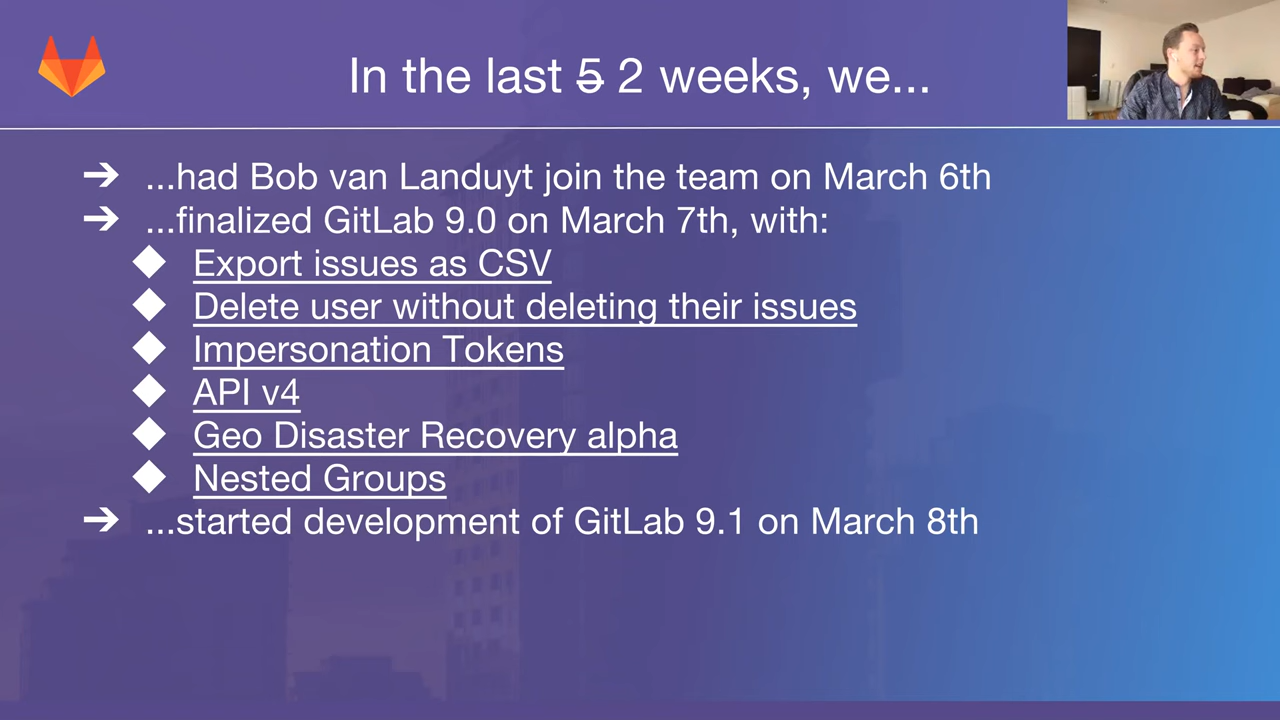 In the last 5 2 weeks, we...
➔ ...had Bob van Landuyt join the team on March 6th
➔ ...finalized GitLab 9.0 on March 7th, with:
◆ Export issues as CSV
◆ Delete user without deleting their issues
◆ Impersonation Tokens
◆ API v4
◆ Geo Disaster Recovery alpha
◆ Nested Groups
➔ ...started development of GitLab 9.1 on March 8th